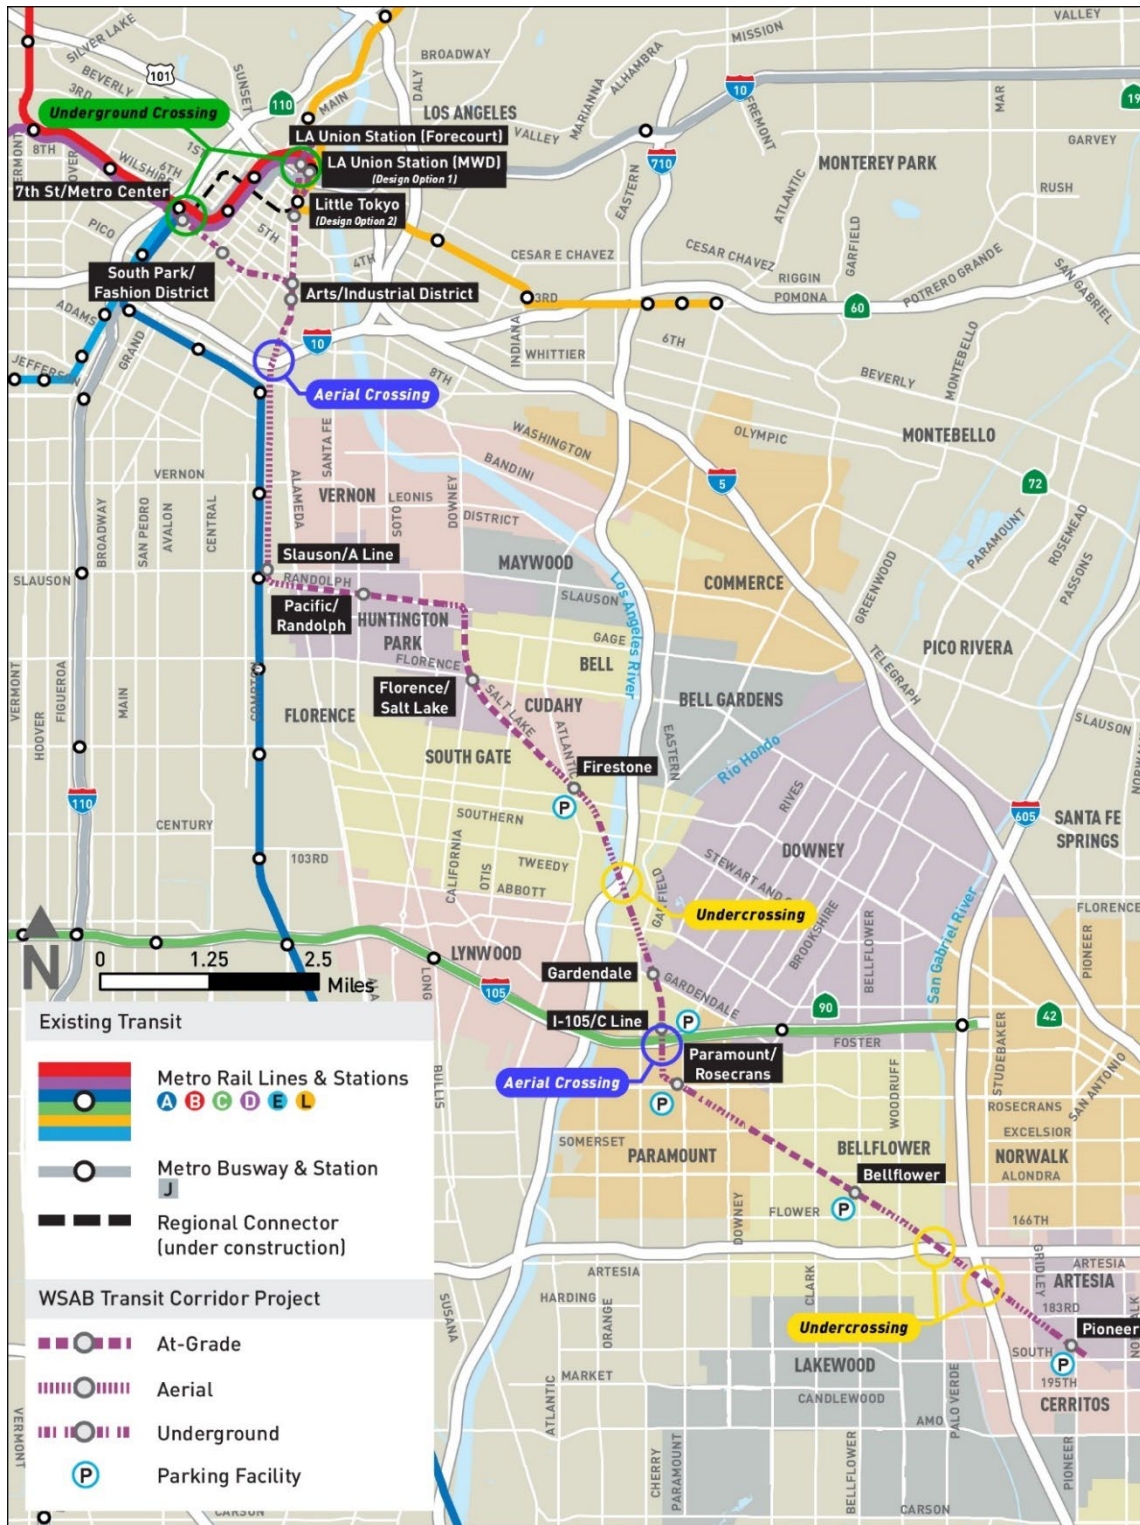 VALLEY
MISSION
SILVER LAKE
BROADWAY
ALHAMBRA
101
BEVERLY
SUNSET
DALY
MARIANNA
10
3RD
110
MAIN
LOS ANGELES
FREMONT
MAR
19
Underground Crossing
VALLEY
GARVEY
VERMONT
8TH
1ST
LA Union Station (Forecourt)
710
MONTEREY PARK
WILSHIRE
6TH
LA Union Station (MWD)
(Design Option 1)
EASTERN
ATLANTIC
RUSH
7th St/Metro Center
Little Tokyo
(Design Option 2)
GARFIELD
PICO
5TH
4TH
CESAR E CHAVEZ
CESAR CHAVEZ
POTRERO GRANDE
SAN GABRIEL
South Park/
Fashion District
RIGGIN
Arts/Industrial District
3RD
POMONA
60
ADAMS
GRAND
10
INDIANA
6TH
JEFFERSON
WHITTIER
MONTEBELLO
Aerial Crossing
8TH
BEVERLY
SANTA FE
WASHINGTON
OLYMPIC
MONTEBELLO
BANDINI
VERNON
ALAMEDA
VERNON
LEONIS
SOTO
DOWNEY
5
72
BROADWAY
SAN PEDRO
AVALON
CENTRAL
DISTRICT
PARAMOUNT
ROSEMEAD
PASSONS
Slauson/A Line
MAYWOOD
SLAUSON
RANDOLPH
Los Angeles River
COMMERCE
GREENWOOD
SLAUSON
Pacific/
Randolph
HUNTINGTON
PARK
GAGE
TELEGRAPH
PICO RIVERA
VERMONT
HOOVER
FIGUEROA
MAIN
COMPTON
FLORENCE
BELL
Florence/
Salt Lake
SALT LAKE
CUDAHY
BELL GARDENS
FLORENCE
ATLANTIC
EASTERN
SLAUSON
SOUTH GATE
Firestone
Rio Hondo
110
P
RIVES
605
SANTA FE
SPRINGS
CENTURY
SOUTHERN
103RD
CALIFORNIA
OTIS
TWEEDY
ABBOTT
DOWNEY
BROOKSHIRE
BELLFLOWER
San Gabriel River
FLORENCE
Undercrossing
PIONEER
N
0 1.25 2.5
Miles
LYNWOOD
LONG
105
Gardendale
GARDENDALE
I-105/C Line
P
90
42
FOSTER
Paramount/
Rosecrans
Aerial Crossing
P
BULLIS
WOODRUFF
STUDEBAKER
SAN ANTONIO
ROSECRANS
EXCELSIOR
SOMERSET
PARAMOUNT
BELLFLOWER
NORWALK
Bellflower
ALONDRA
DOWNEY
FLOWER
P
166TH
ARTESIA
GRIDLEY
ARTESIA
ARTESIA
SUSANA
HARDING
ORANGE
CLARK
183RD
Undercrossing
Pioneer
SOUTH
P
195TH
MARKET
LAKEWOOD
CANDLEWOOD
CERRITOS
ATLANTIC
PALO VERDE
AMO
CHERRY
PARAMOUNT
BELLFLOWER
PIONEER
CARSON
VERMONT
CARSON
Existing Transit
Metro Rail Lines & Stations
A B C D E L
Metro Busway & Station
J
Regional Connector
(under construction)
WSAB Transit Corridor Project
At-Grade
Aerial
Underground
P Parking Facility